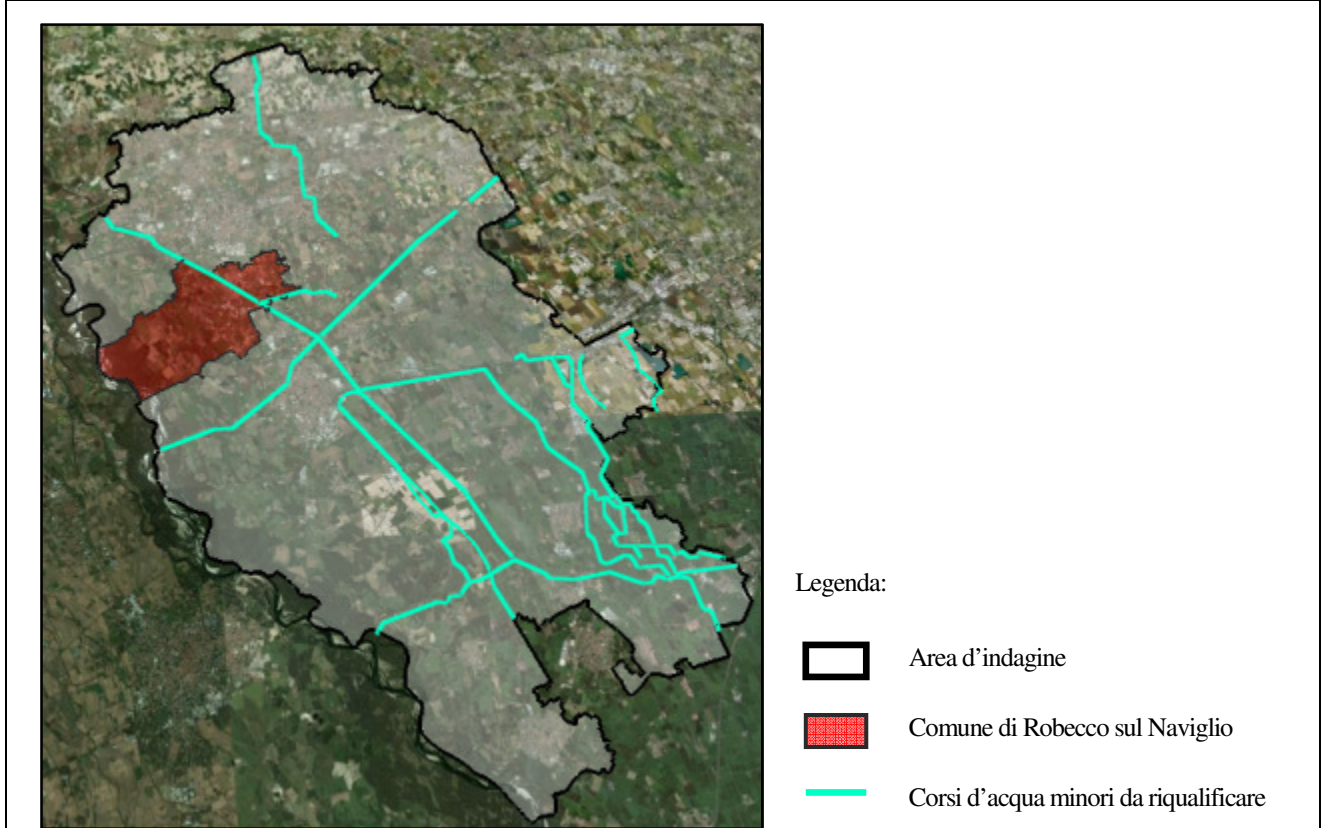 Legenda:
Area d'indagine
Comune di Robecco sul Naviglio
Corsi d'acqua minori da riqualificare